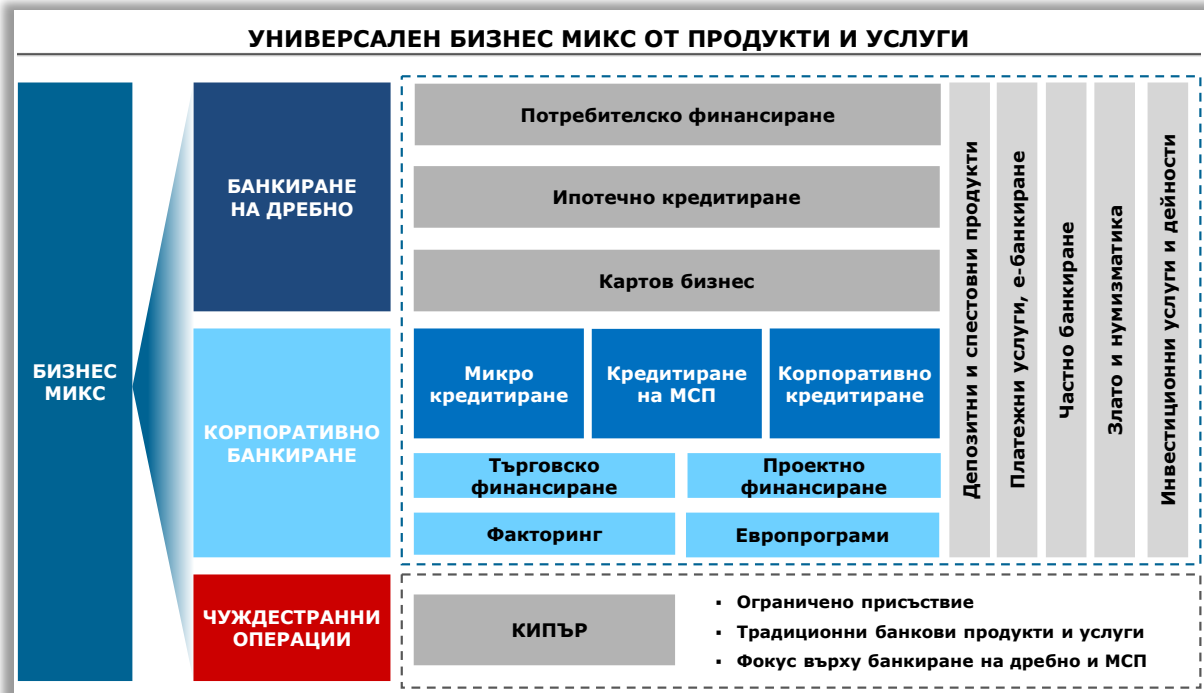 УНИВЕРСАЛЕН БИЗНЕС МИКС ОТ ПРОДУКТИ И УСЛУГИ
БИЗНЕС
МИКС
БАНКИРАНЕ
НА ДРЕБНО
Потребителско финансиране
Ипотечно кредитиране
Картов бизнес
КОРПОРАТИВНО
БАНКИРАНЕ
Микро
кредитиране
Кредитиране
на МСП
Корпоративно
кредитиране
Търговско
финансиране
Проектно
финансиране
Факторинг
Европрограми
Депозитни и спестовни продукти
Платежни услуги, е-банкиране
Частно банкиране
Злато и нумизматика
Инвестиционни услуги и дейности
ЧУЖДЕСТРАННИ
ОПЕРАЦИИ
КИПЪР
▪ Ограничено присъствие
▪ Традиционни банкови продукти и услуги
▪ Фокус върху банкиране на дребно и МСП